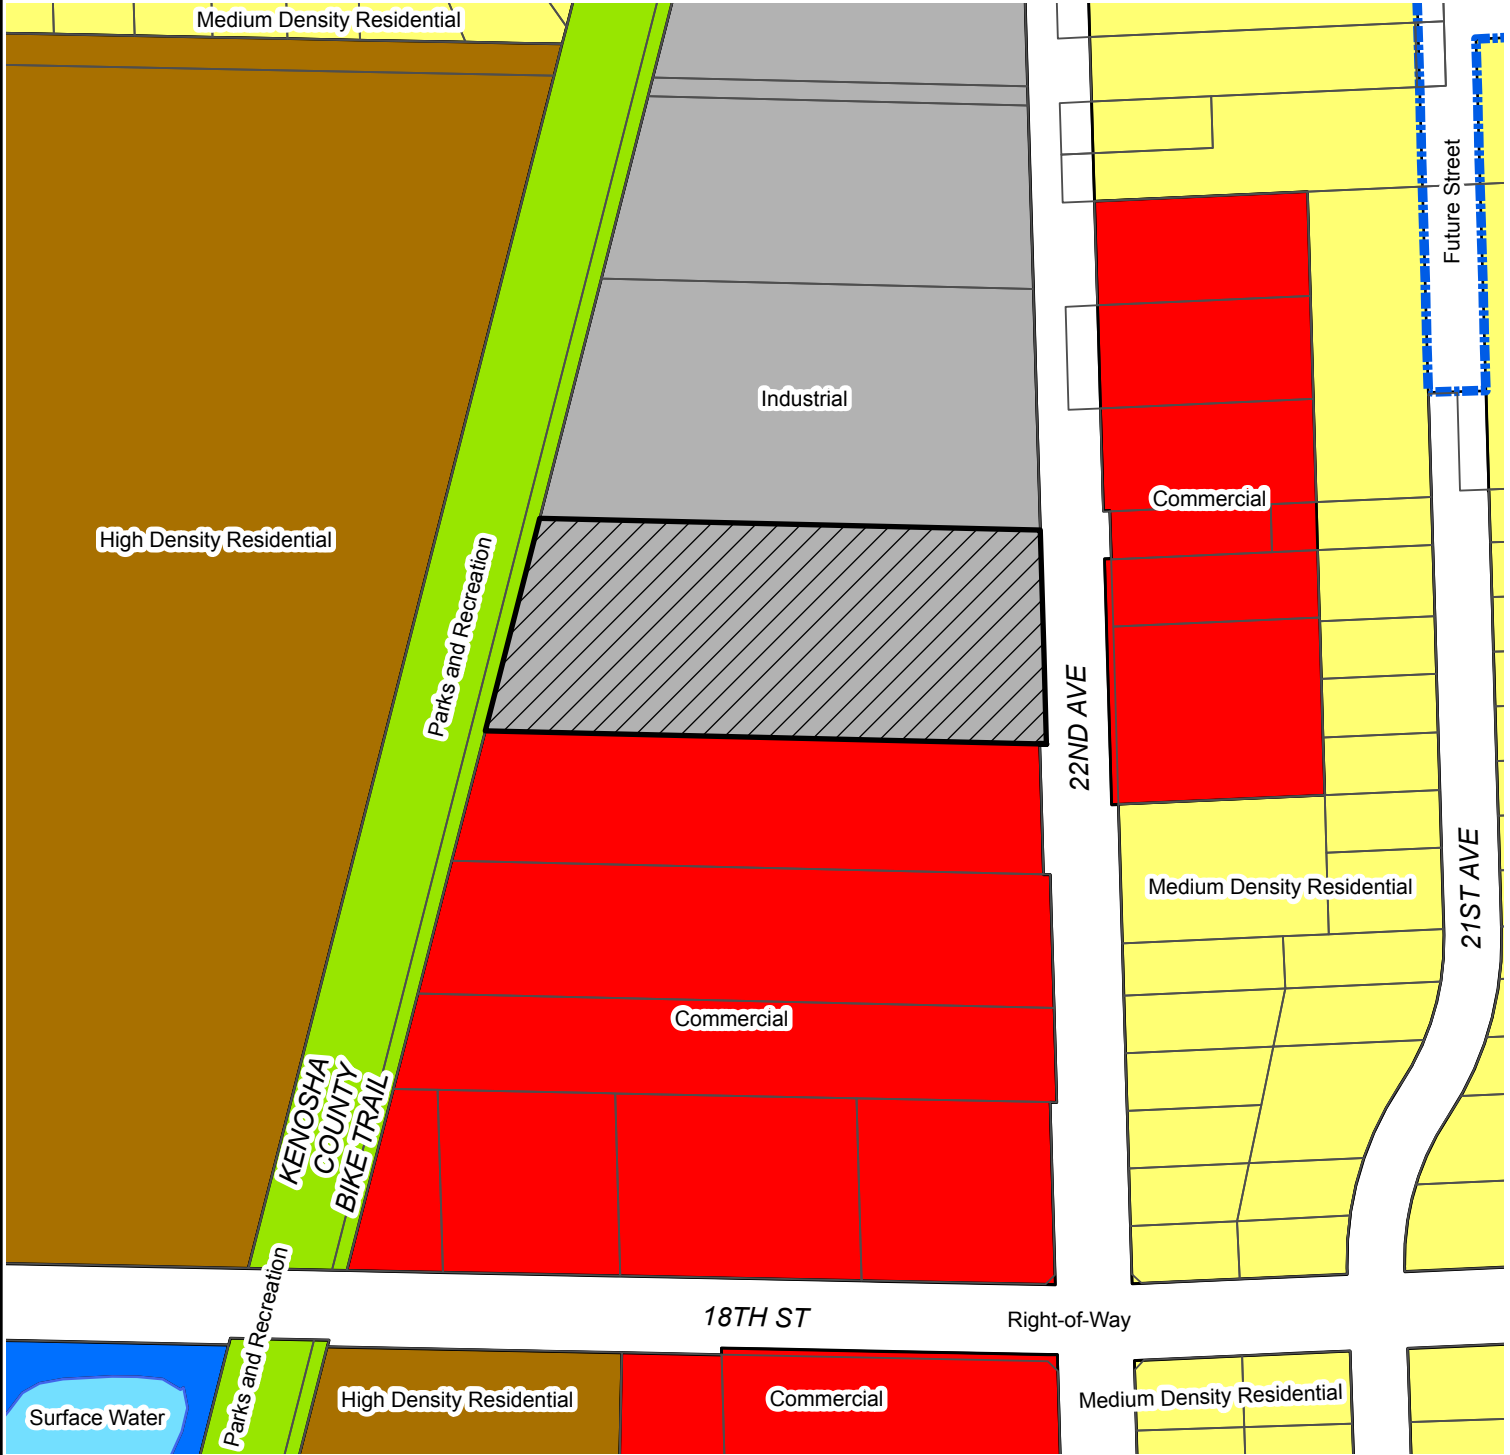 Medium Density Residential
Future Street
Industrial
Commercial
High Density Residential
Parks and Recreation
22ND AVE
21ST AVE
Medium Density Residential
Commercial
KENOSHA
COUNTY
BIKE TRAIL
Parks and Recreation
18TH ST
Right-of-Way
Surface Water
High Density Residential
Commercial
Medium Density Residential